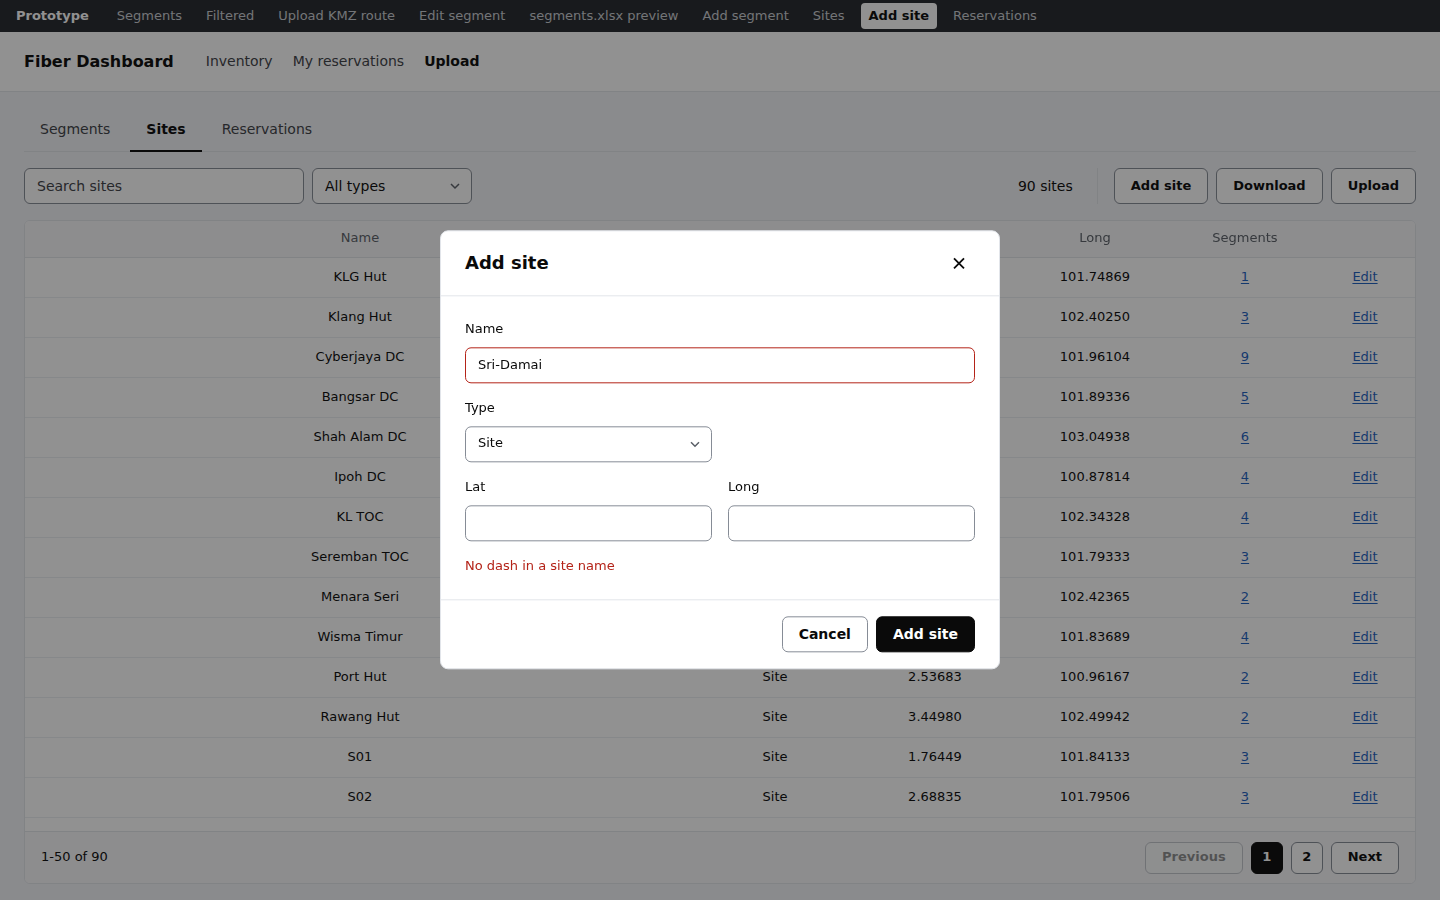 Prototype Segments Filtered Upload KMZ route Edit segment segments.xlsx preview Add segment Sites Add site Reservations
Fiber Dashboard Inventory My reservations Upload
Segments Sites Reservations
Search sites All types 90 sites Add site Download Upload
Name Long Segments
KLG Hut 101.74869 1 Edit
Klang Hut 102.40250 3 Edit
Cyberjaya DC 101.96104 9 Edit
Bangsar DC 101.89336 5 Edit
Shah Alam DC 103.04938 6 Edit
Ipoh DC 100.87814 4 Edit
KL TOC 102.34328 4 Edit
Seremban TOC 101.79333 3 Edit
Menara Seri 102.42365 2 Edit
Wisma Timur 101.83689 4 Edit
Port Hut Site 2.53683 100.96167 2 Edit
Rawang Hut Site 3.44980 102.49942 2 Edit
S01 Site 1.76449 101.84133 3 Edit
S02 Site 2.68835 101.79506 3 Edit
1-50 of 90 Previous 1 2 Next
Add site
Name
Sri-Damai
Type
Site
Lat Long
No dash in a site name
Cancel Add site